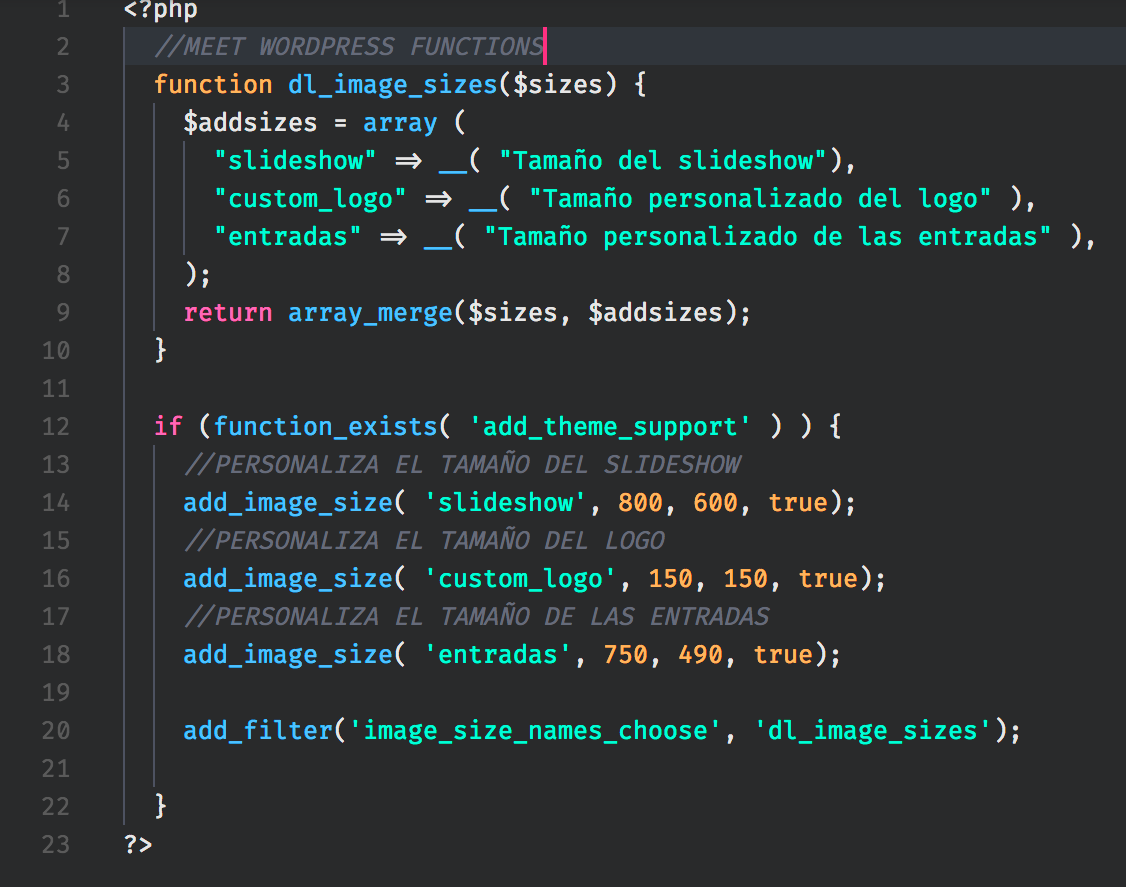 1 <?php
2 //MEET WORDPRESS FUNCTIONS
3 function dl_image_sizes($sizes) {
4 $addsizes = array (
5 "slideshow" => __( "Tamaño del slideshow"),
6 "custom_logo" => __( "Tamaño personalizado del logo" ),
7 "entradas" => __( "Tamaño personalizado de las entradas" ),
8 );
9 return array_merge($sizes, $addsizes);
10 }
11
12 if (function_exists( 'add_theme_support' ) ) {
13 //PERSONALIZA EL TAMAÑO DEL SLIDESHOW
14 add_image_size( 'slideshow', 800, 600, true);
15 //PERSONALIZA EL TAMAÑO DEL LOGO
16 add_image_size( 'custom_logo', 150, 150, true);
17 //PERSONALIZA EL TAMAÑO DE LAS ENTRADAS
18 add_image_size( 'entradas', 750, 490, true);
19
20 add_filter('image_size_names_choose', 'dl_image_sizes');
21
22 }
23 ?>